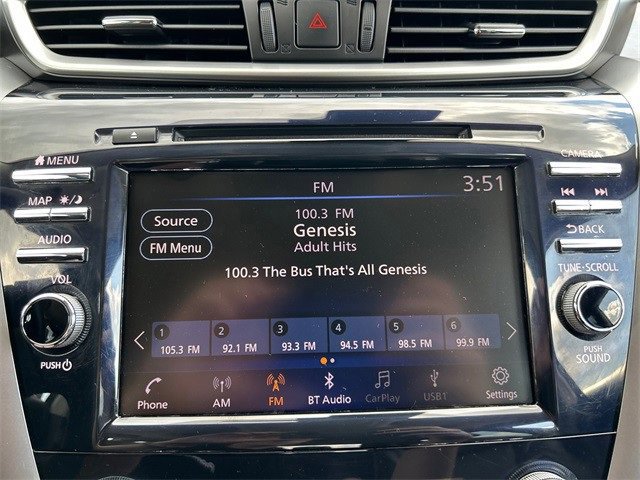 MENU
CAMERA
MAP
AUDIO
BACK
VOL
TUNE·SCROLL
PUSH
PUSH
SOUND
FM
3:51
Source
FM Menu
100.3 FM
Genesis
Adult Hits
100.3 The Bus That's All Genesis
1 2 3 4 5 6
105.3 FM 92.1 FM 93.3 FM 94.5 FM 98.5 FM 99.9 FM
Phone AM FM BT Audio CarPlay USB1 Settings